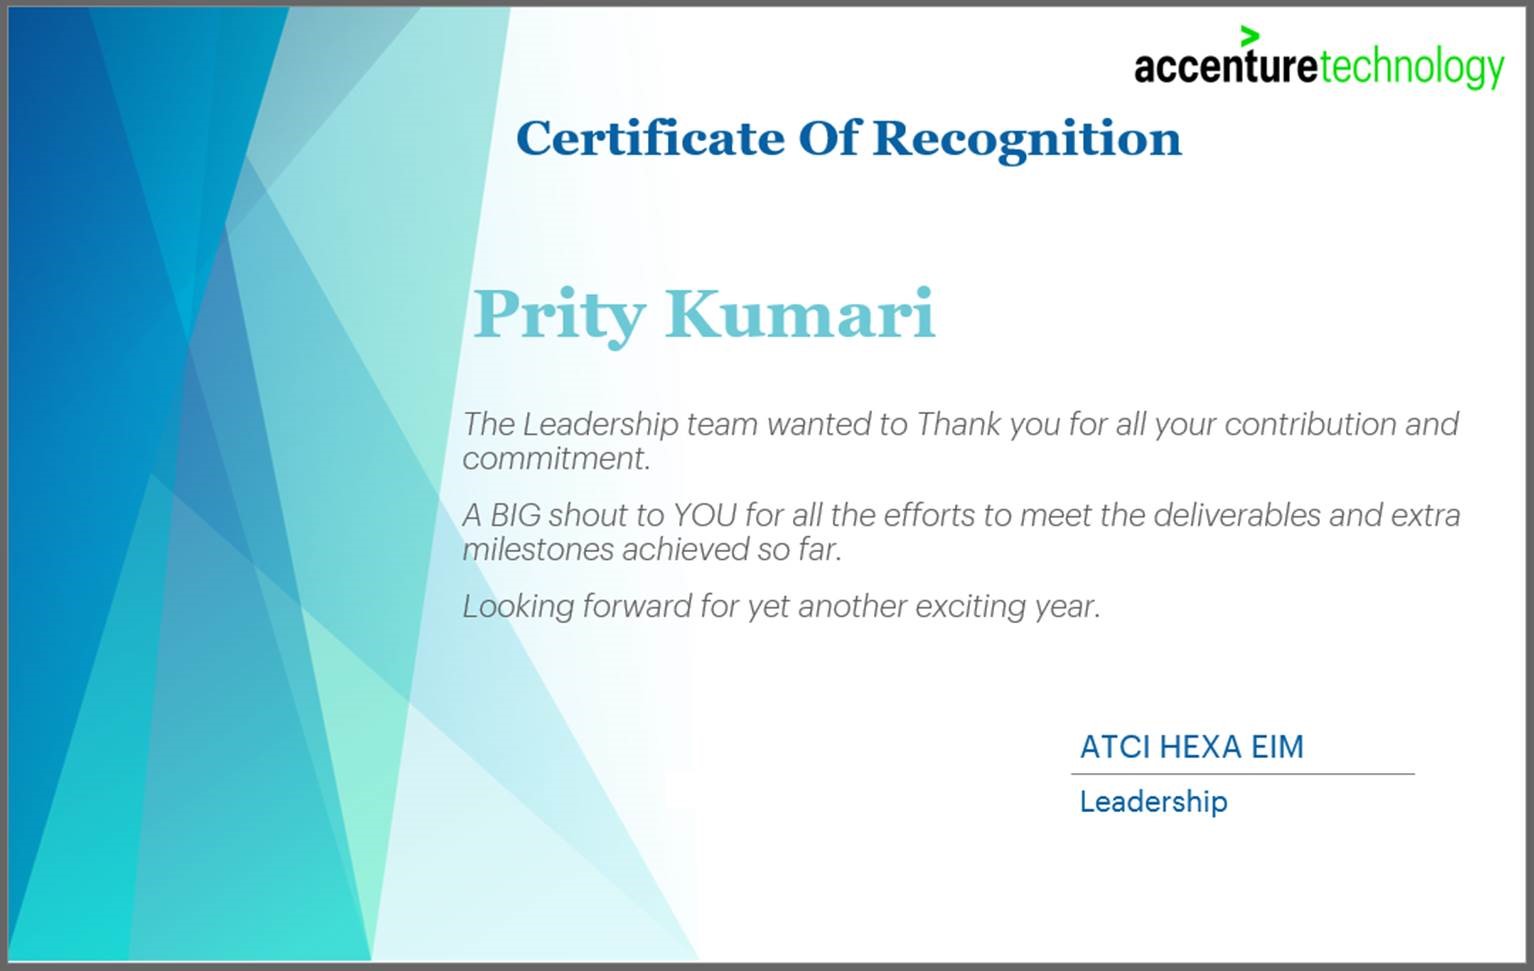 >
accenturetechnology
Certificate Of Recognition
Prity Kumari
The Leadership team wanted to Thank you for all your contribution and
commitment.
A BIG shout to YOU for all the efforts to meet the deliverables and extra
milestones achieved so far.
Looking forward for yet another exciting year.
ATCI HEXA EIM
Leadership